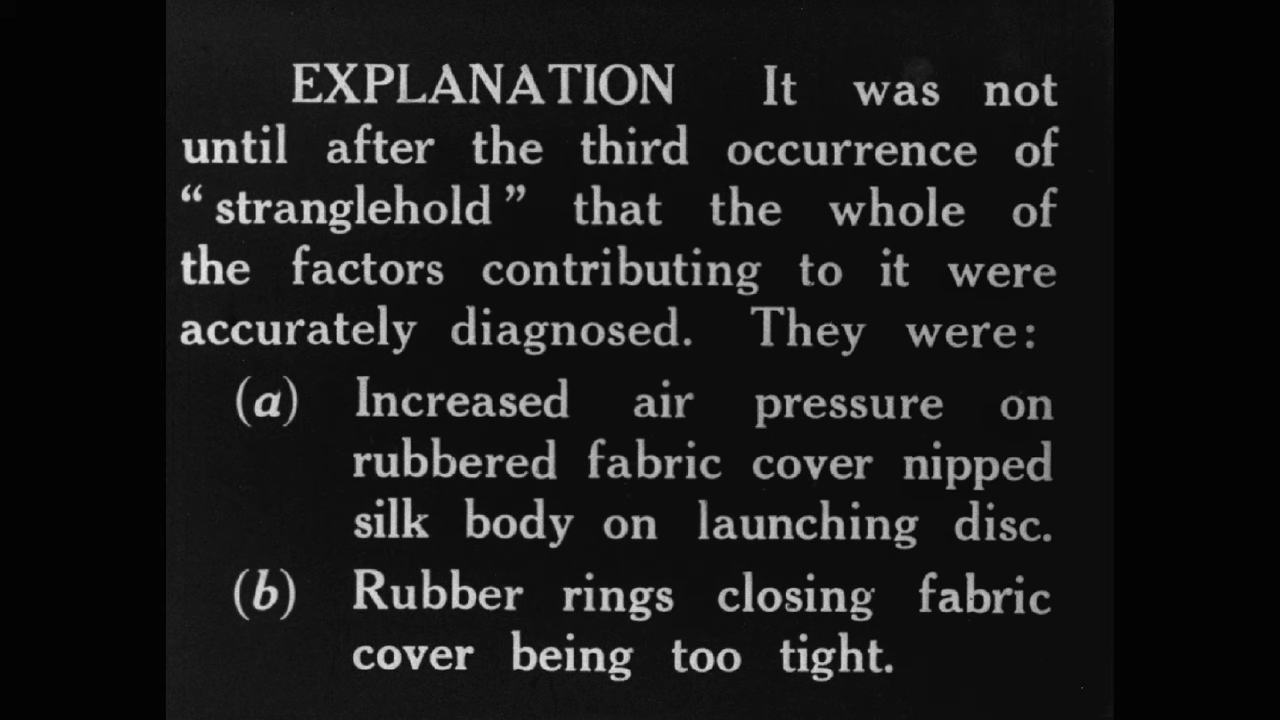 EXPLANATION It was not
until after the third occurrence of
“stranglehold” that the whole of
the factors contributing to it were
accurately diagnosed. They were:
(a) Increased air pressure on
rubbered fabric cover nipped
silk body on launching disc.
(b) Rubber rings closing fabric
cover being too tight.